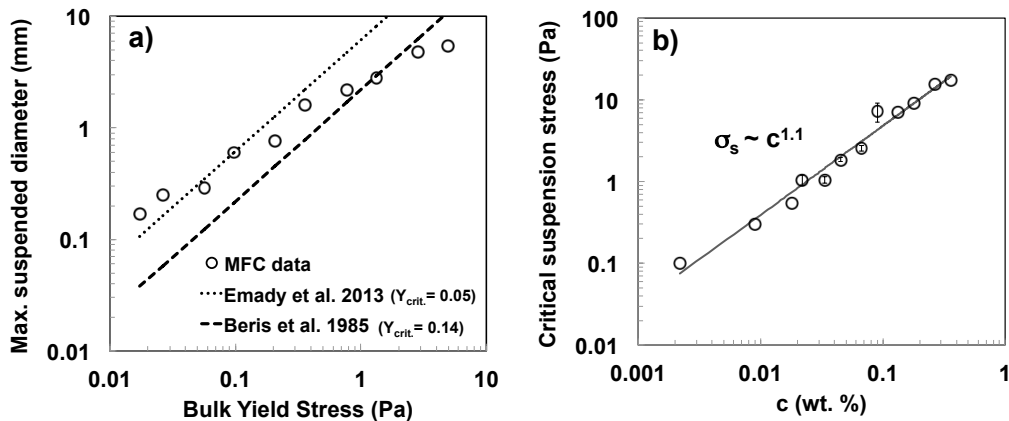 a)
Max. suspended diameter (mm)
10
1
0.1
0.01
MFC data
Emady et al. 2013 (Ycrit.= 0.05)
Beris et al. 1985 (Ycrit.= 0.14)
0.01 0.1 1 10
Bulk Yield Stress (Pa)
b)
Critical suspension stress (Pa)
100
10
1
0.1
0.01
σs ~ c1.1
0.001 0.01 0.1 1
c (wt. %)